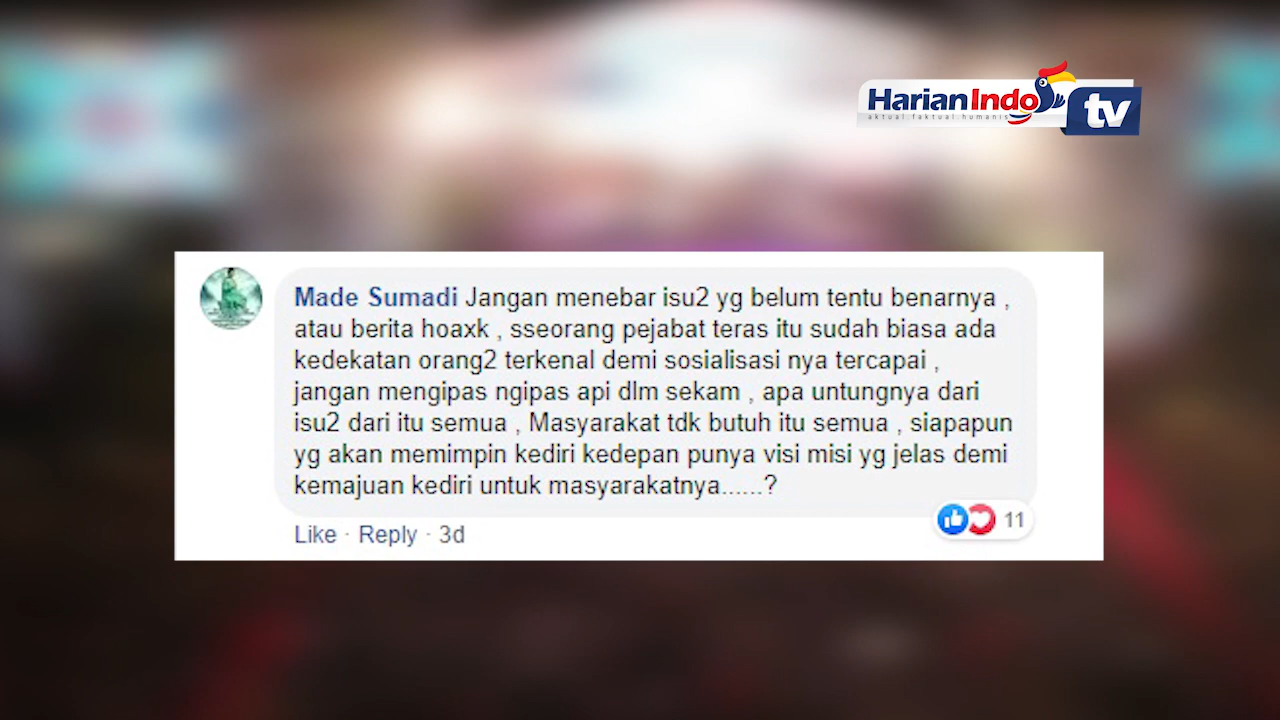 HarianIndo tv
aktual faktual humanis
Made Sumadi Jangan menebar isu2 yg belum tentu benarnya ,
atau berita hoaxk , sseorang pejabat teras itu sudah biasa ada
kedekatan orang2 terkenal demi sosialisasi nya tercapai ,
jangan mengipas ngipas api dlm sekam , apa untungnya dari
isu2 dari itu semua , Masyarakat tdk butuh itu semua , siapapun
yg akan memimpin kediri kedepan punya visi misi yg jelas demi
kemajuan kediri untuk masyarakatnya......?
11
Like · Reply · 3d